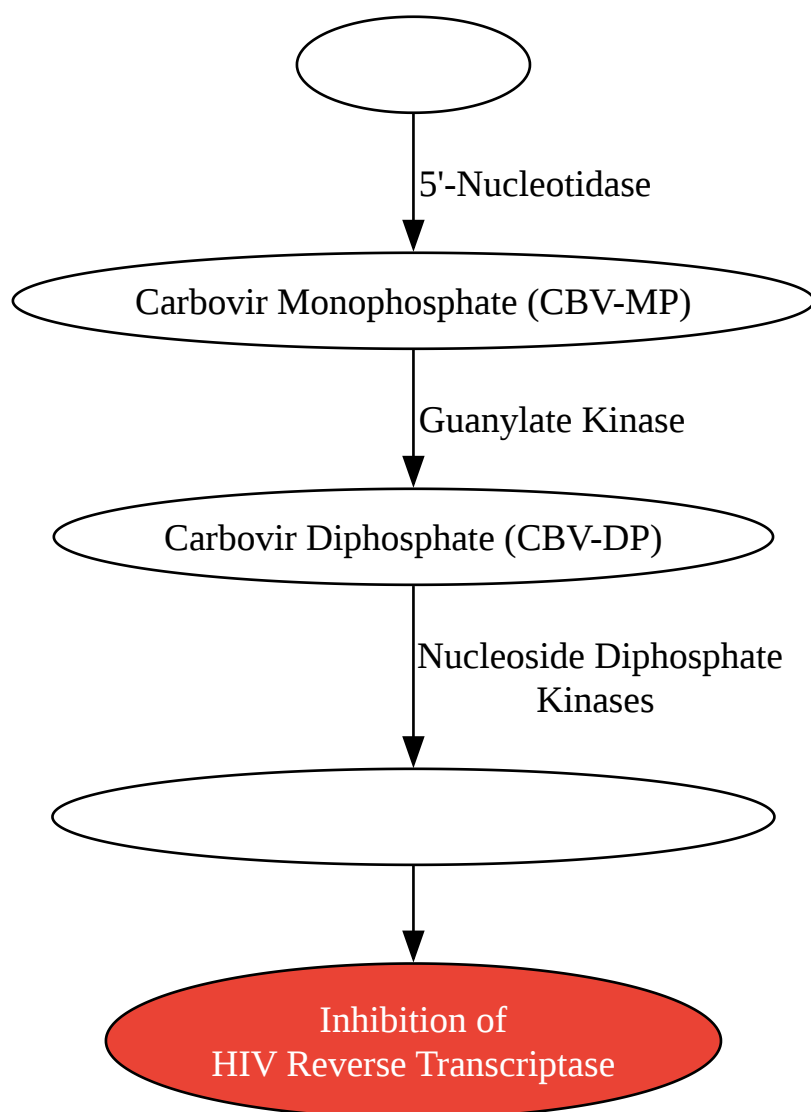 5'-Nucleotidase
Carbovir Monophosphate (CBV-MP)
Guanylate Kinase
Carbovir Diphosphate (CBV-DP)
Nucleoside Diphosphate
Kinases
Inhibition of
HIV Reverse Transcriptase